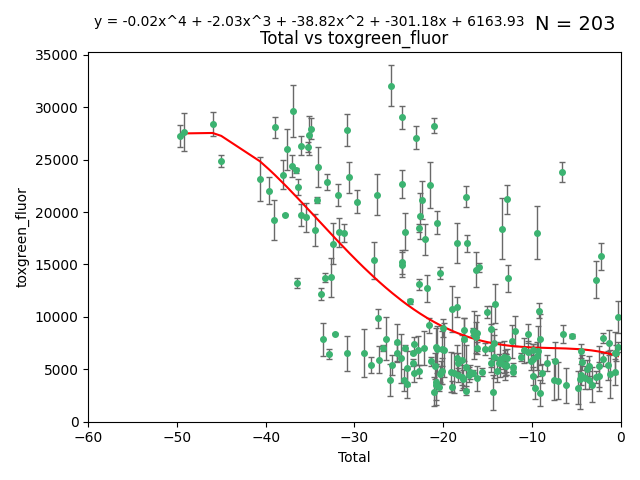 y = -0.02x^4 + -2.03x^3 + -38.82x^2 + -301.18x + 6163.93 N = 203
Total vs toxgreen_fluor
35000
30000
25000
20000
15000
10000
5000
0
toxgreen_fluor
−60 −50 −40 −30 −20 −10 0
Total